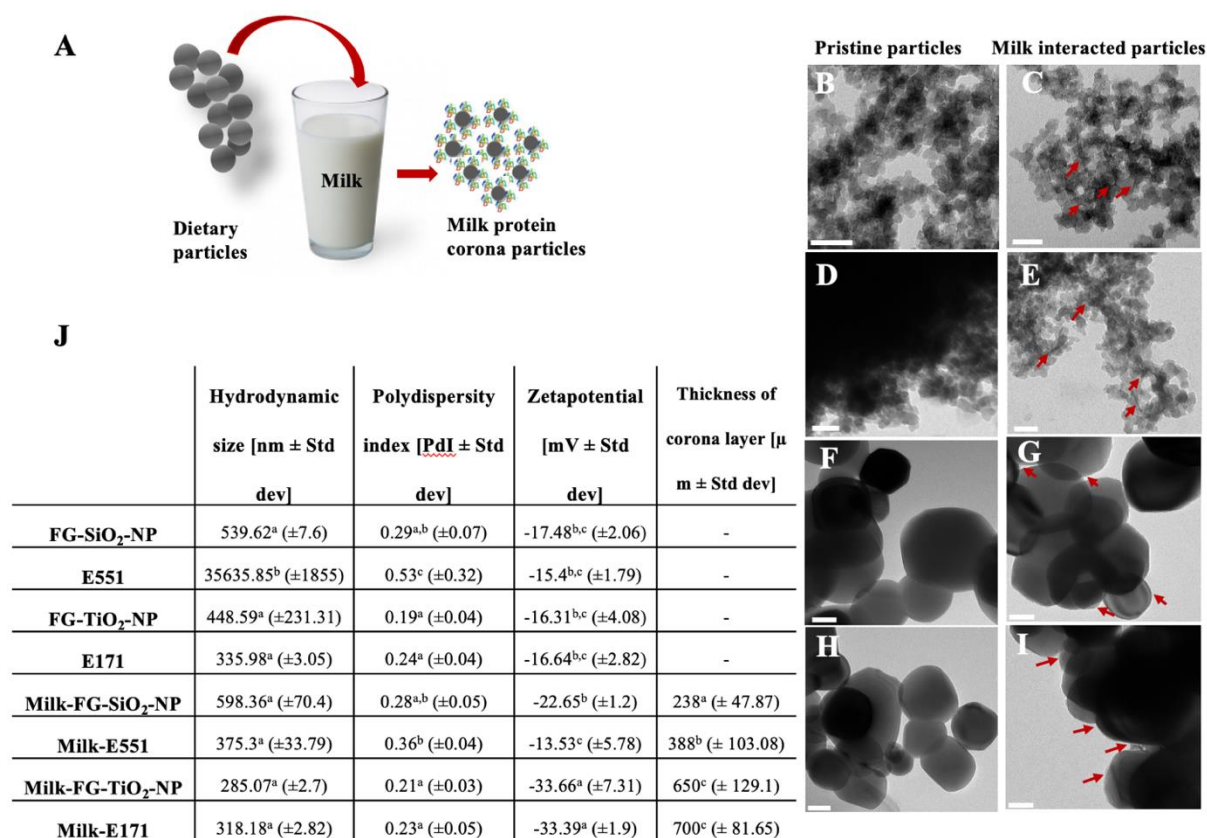 A
Dietary
particles
Milk
Milk protein
corona particles
Pristine particles
Milk interacted particles
B
C
D
E
F
G
H
I
J
Hydrodynamic
size [nm ± Std
dev]
Polydispersity
index [PdI ± Std
dev]
Zetapotential
[mV ± Std
dev]
Thickness of
corona layer [µ
m ± Std dev]
FG-SiO₂-NP 539.62ᵃ (±7.6) 0.29ᵃ,ᵇ (±0.07) -17.48ᵇ,ᶜ (±2.06) -
E551 35635.85ᵇ (±1855) 0.53ᶜ (±0.32) -15.4ᵇ,ᶜ (±1.79) -
FG-TiO₂-NP 448.59ᵃ (±231.31) 0.19ᵃ (±0.04) -16.31ᵇ,ᶜ (±4.08) -
E171 335.98ᵃ (±3.05) 0.24ᵃ (±0.04) -16.64ᵇ,ᶜ (±2.82) -
Milk-FG-SiO₂-NP 598.36ᵃ (±70.4) 0.28ᵃ,ᵇ (±0.05) -22.65ᵇ (±1.2) 238ᵃ (± 47.87)
Milk-E551 375.3ᵃ (±33.79) 0.36ᵇ (±0.04) -13.53ᶜ (±5.78) 388ᵇ (± 103.08)
Milk-FG-TiO₂-NP 285.07ᵃ (±2.7) 0.21ᵃ (±0.03) -33.66ᵃ (±7.31) 650ᶜ (± 129.1)
Milk-E171 318.18ᵃ (±2.82) 0.23ᵃ (±0.05) -33.39ᵃ (±1.9) 700ᶜ (± 81.65)